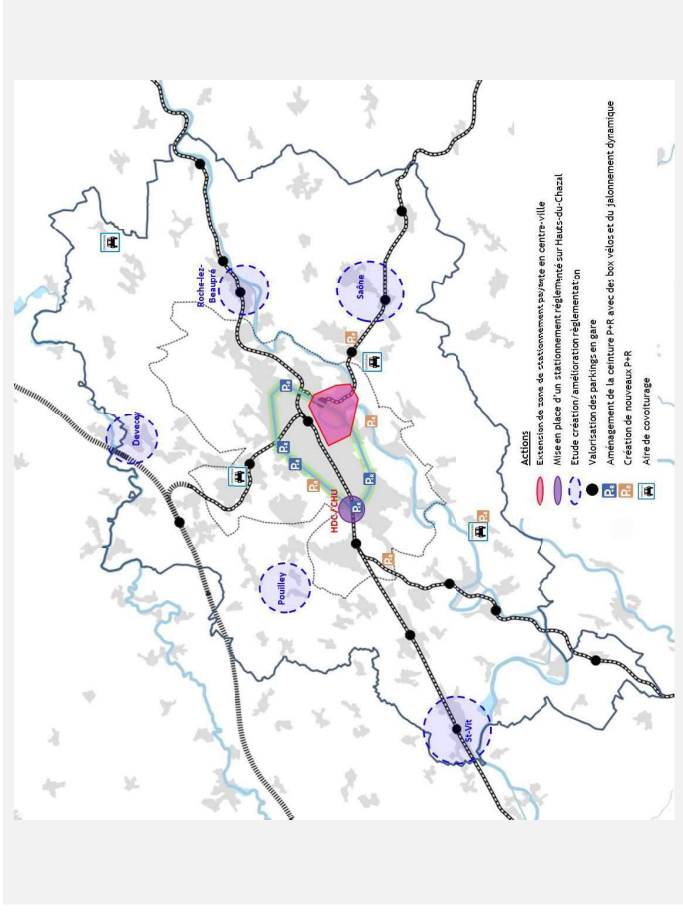 Roche-lez-
Beaupré
Saône
Devecey
HDC/CHU
Pouilley
St-Vit
Actions
Extension de zone de stationnement payante en centre-ville
Mise en place d'un stationnement réglementé sur Hauts-du-Chazal
Etude création/amélioration règlementation
Valorisation des parkings en gare
Aménagement de la ceinture P+R avec des box vélos et du jalonnement dynamique
Création de nouveaux P+R
Aire de covoiturage